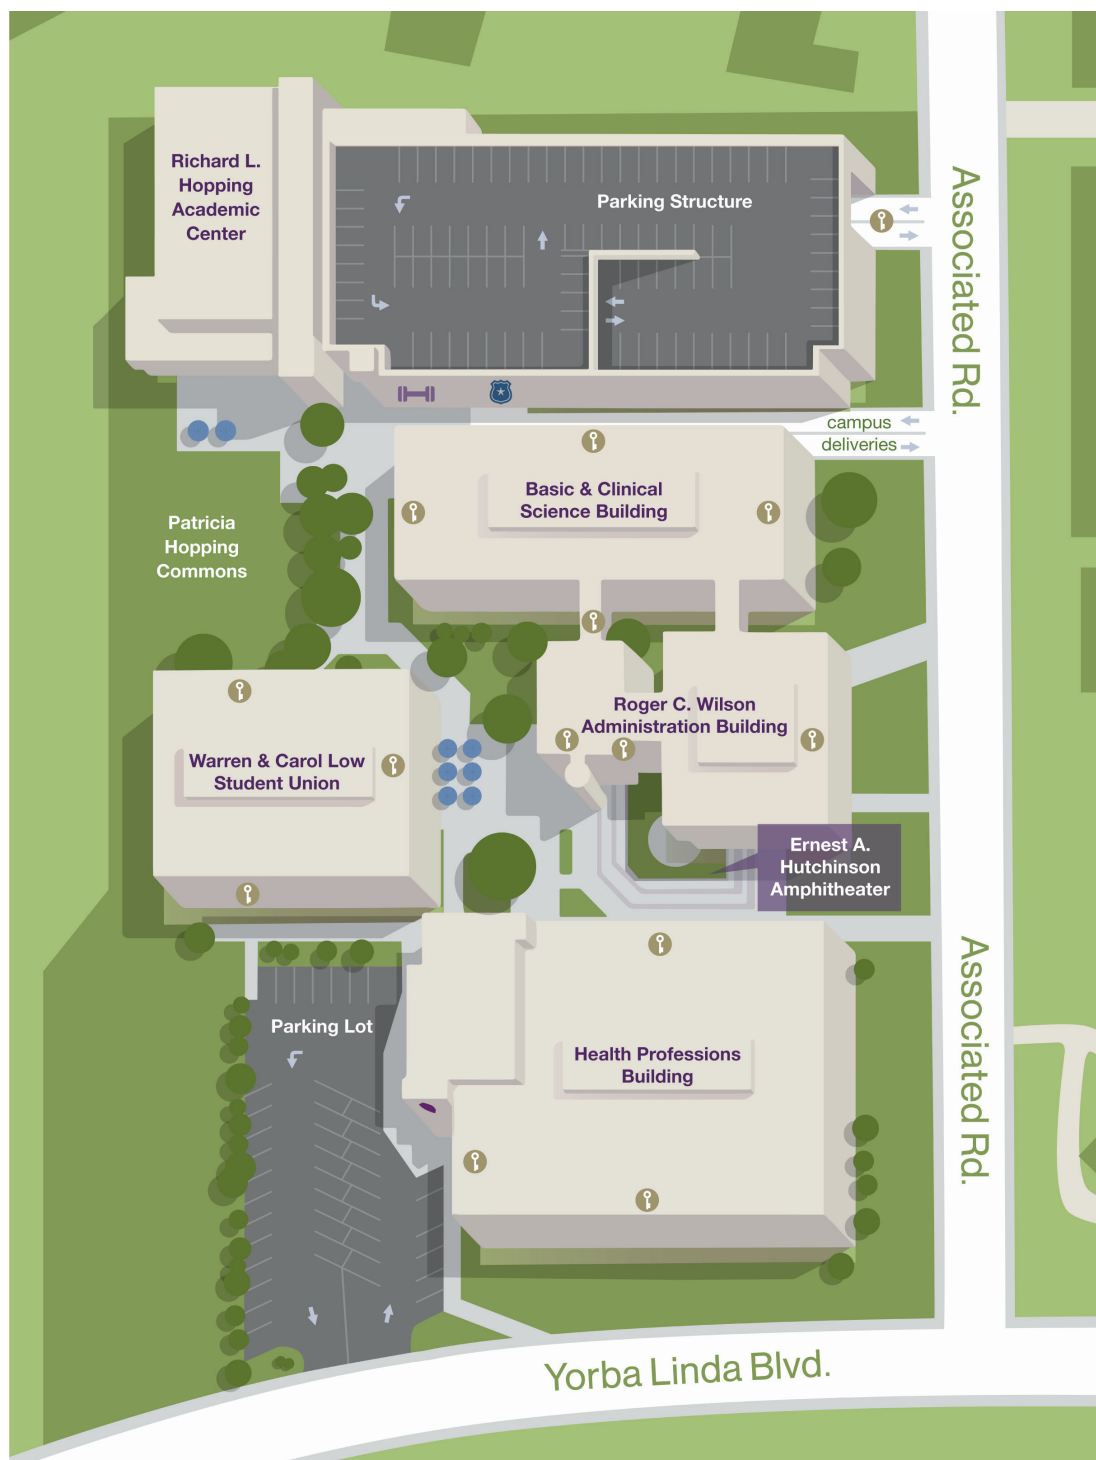 Richard L.
Hopping
Academic
Center
Parking Structure
Associated Rd.
campus
deliveries
Basic & Clinical
Science Building
Patricia
Hopping
Commons
Roger C. Wilson
Administration Building
Warren & Carol Low
Student Union
Ernest A.
Hutchinson
Amphitheater
Associated Rd.
Parking Lot
Health Professions
Building
Yorba Linda Blvd.